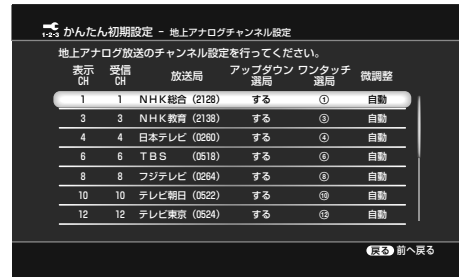 1-2-3 かんたん初期設定 - 地上アナログチャンネル設定
地上アナログ放送のチャンネル設定を行ってください。
表示CH 受信CH 放送局 アップダウン選局 ワンタッチ選局 微調整
1 1 NHK総合 (2128) する ① 自動
3 3 NHK教育 (2138) する ③ 自動
4 4 日本テレビ (0260) する ④ 自動
6 6 TBS (0518) する ⑥ 自動
8 8 フジテレビ (0264) する ⑧ 自動
10 10 テレビ朝日 (0522) する ⑩ 自動
12 12 テレビ東京 (0524) する ⑫ 自動
戻る 前へ戻る